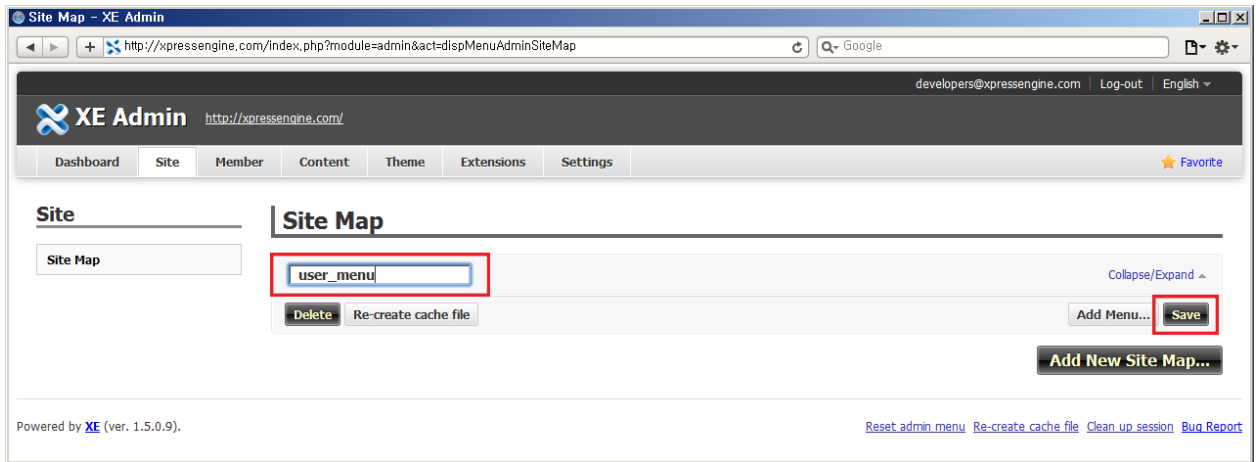 Site Map - XE Admin
http://xpressengine.com/index.php?module=admin&act=dispMenuAdminSiteMap
Google
developers@xpressengine.com | Log-out | English
XE Admin http://xpressengine.com/
Dashboard Site Member Content Theme Extensions Settings Favorite
Site
Site Map
Site Map
user_menu
Collapse/Expand
Delete Re-create cache file Add Menu... Save
Add New Site Map...
Powered by XE (ver. 1.5.0.9).
Reset admin menu Re-create cache file Clean up session Bug Report